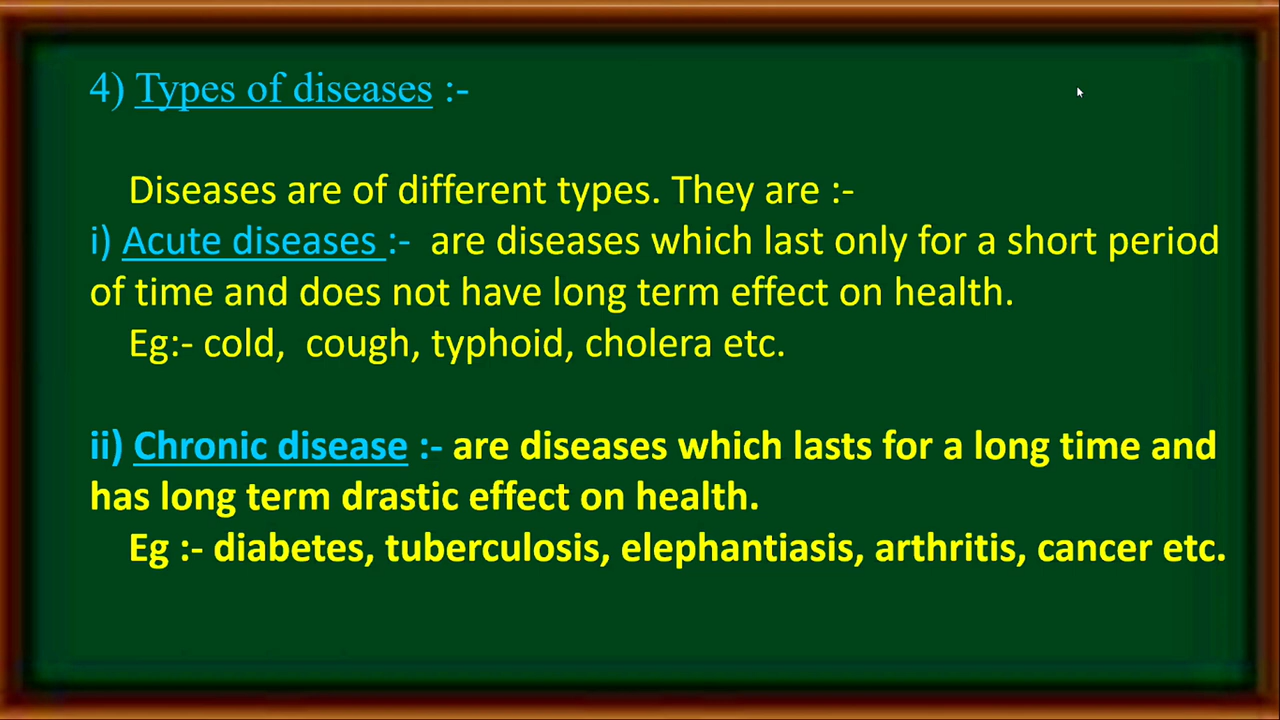 4) Types of diseases :-
Diseases are of different types. They are :-
i) Acute diseases :- are diseases which last only for a short period
of time and does not have long term effect on health.
Eg:- cold, cough, typhoid, cholera etc.
ii) Chronic disease :- are diseases which lasts for a long time and
has long term drastic effect on health.
Eg :- diabetes, tuberculosis, elephantiasis, arthritis, cancer etc.